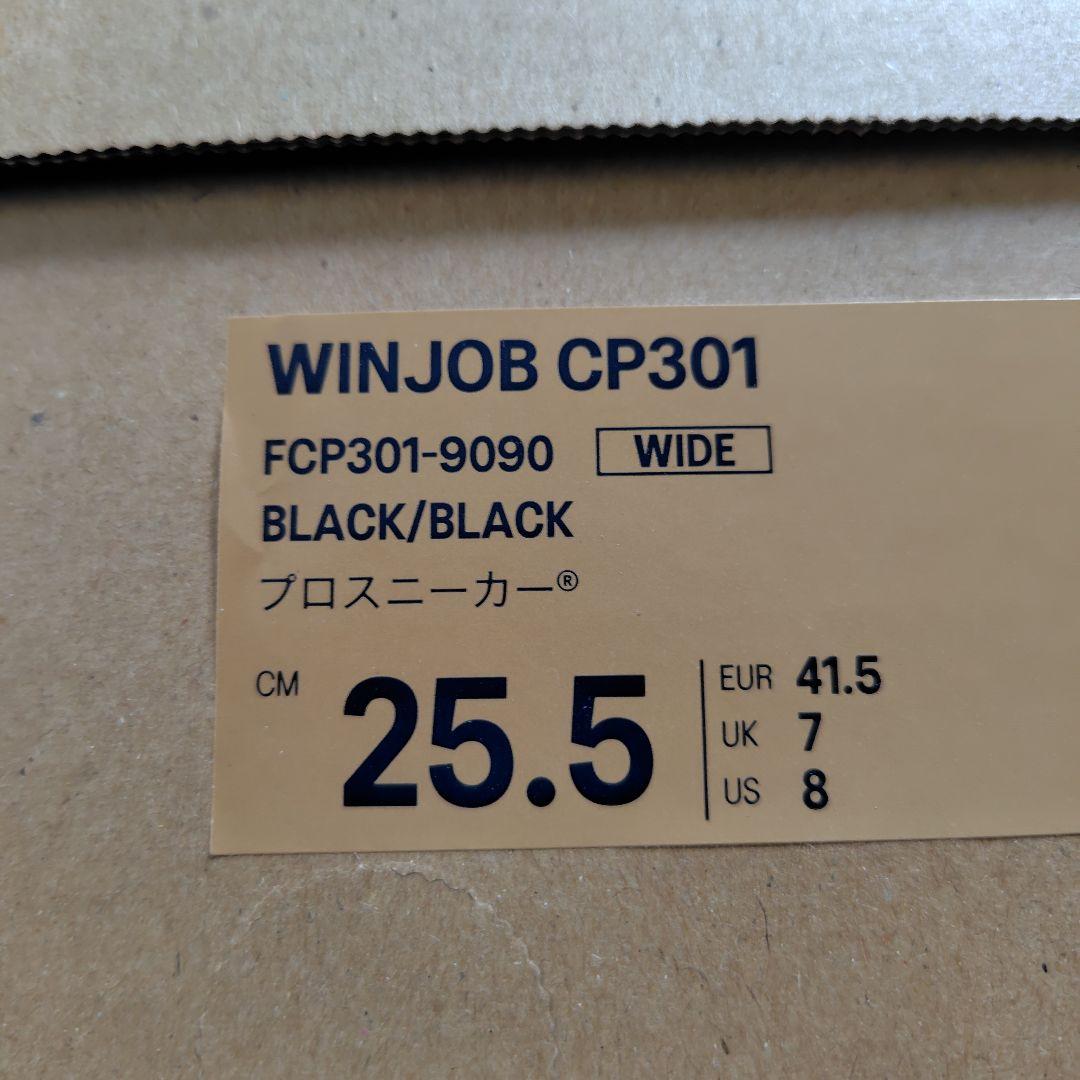 WINJOB CP301
FCP301-9090 WIDE
BLACK/BLACK
プロスニーカー®
CM 25.5
EUR 41.5
UK 7
US 8